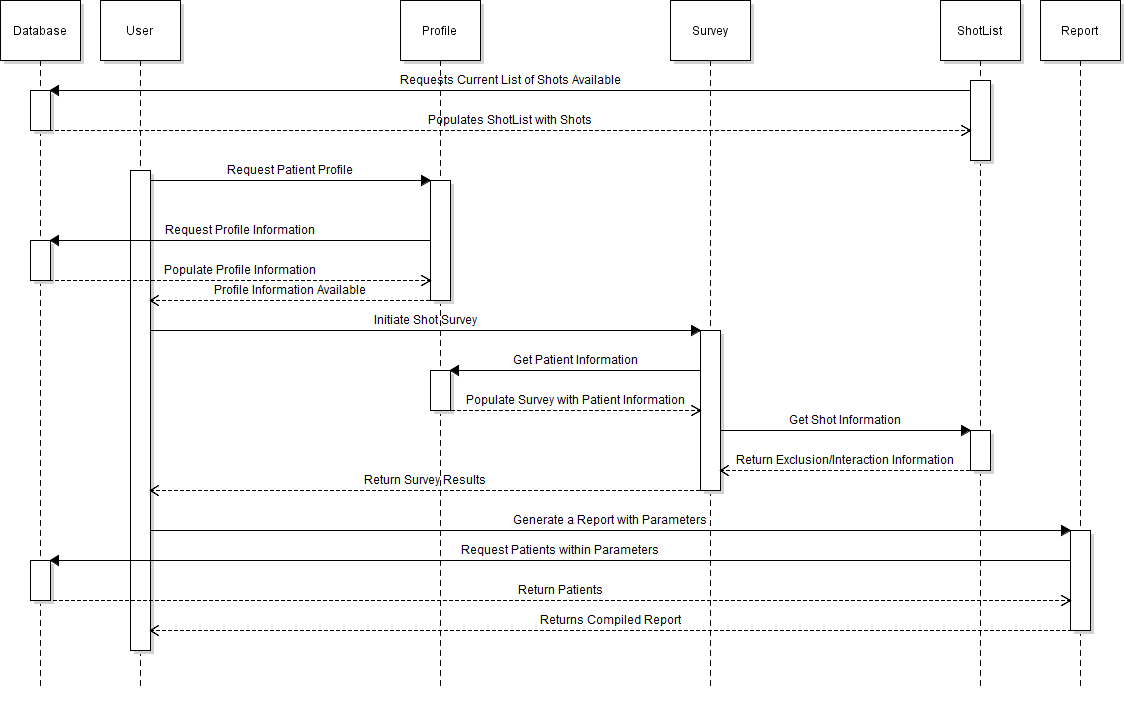 Database
User
Profile
Survey
ShotList
Report
Requests Current List of Shots Available
Populates ShotList with Shots
Request Patient Profile
Request Profile Information
Populate Profile Information
Profile Information Available
Initiate Shot Survey
Get Patient Information
Populate Survey with Patient Information
Get Shot Information
Return Exclusion/Interaction Information
Return Survey Results
Generate a Report with Parameters
Request Patients within Parameters
Return Patients
Returns Compiled Report